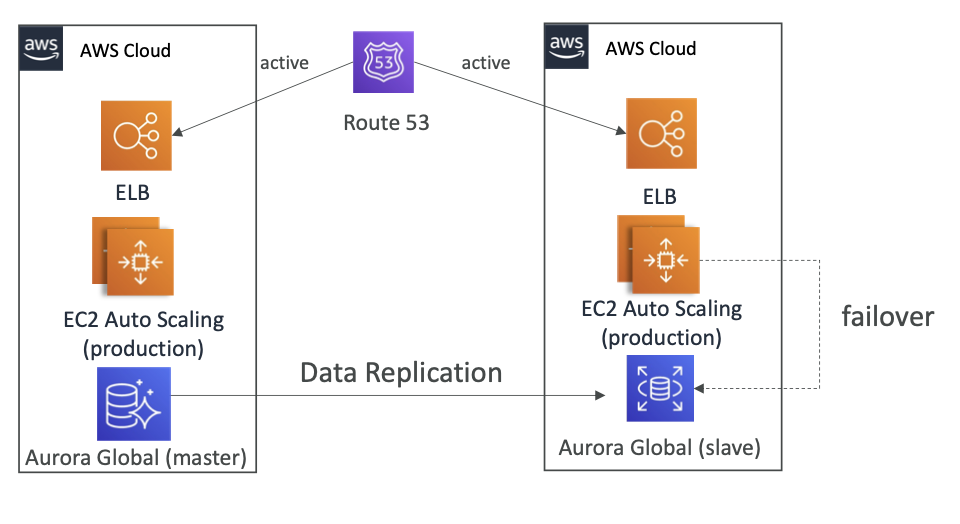 aws
AWS Cloud
active
53
active
Route 53
aws
AWS Cloud
ELB
ELB
EC2 Auto Scaling
(production)
EC2 Auto Scaling
(production)
failover
Data Replication
Aurora Global (master)
Aurora Global (slave)